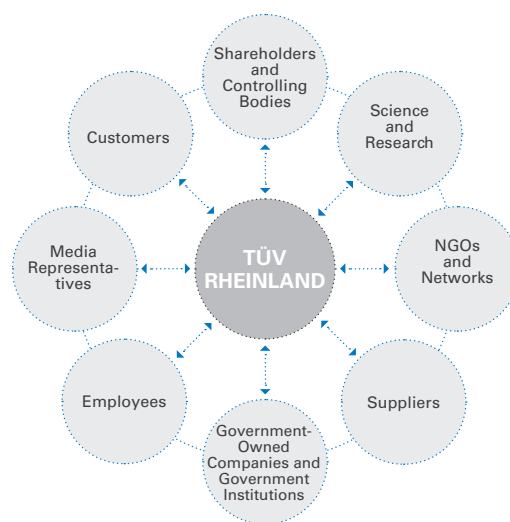 Shareholders
and
Controlling
Bodies
Science
and
Research
NGOs
and
Networks
Suppliers
Government-
Owned
Companies and
Government
Institutions
Employees
Media
Representa-
tives
Customers
TÜV
RHEINLAND